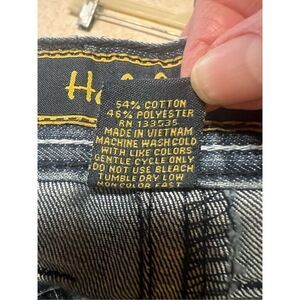 54% COTTON
46% POLYESTER
RN 133535
MADE IN VIETNAM
MACHINE WASH COLD
WITH LIKE COLORS
GENTLE CYCLE ONLY
DO NOT USE BLEACH
TUMBLE DRY LOW
NON COLOR FAST